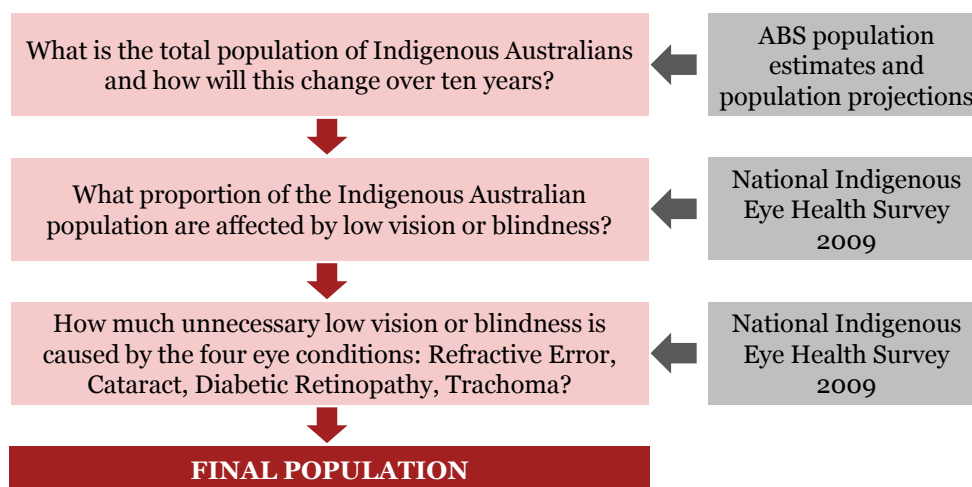 What is the total population of Indigenous Australians
and how will this change over ten years?
ABS population
estimates and
population projections
What proportion of the Indigenous Australian
population are affected by low vision or blindness?
National Indigenous
Eye Health Survey
2009
How much unnecessary low vision or blindness is
caused by the four eye conditions: Refractive Error,
Cataract, Diabetic Retinopathy, Trachoma?
National Indigenous
Eye Health Survey
2009
FINAL POPULATION